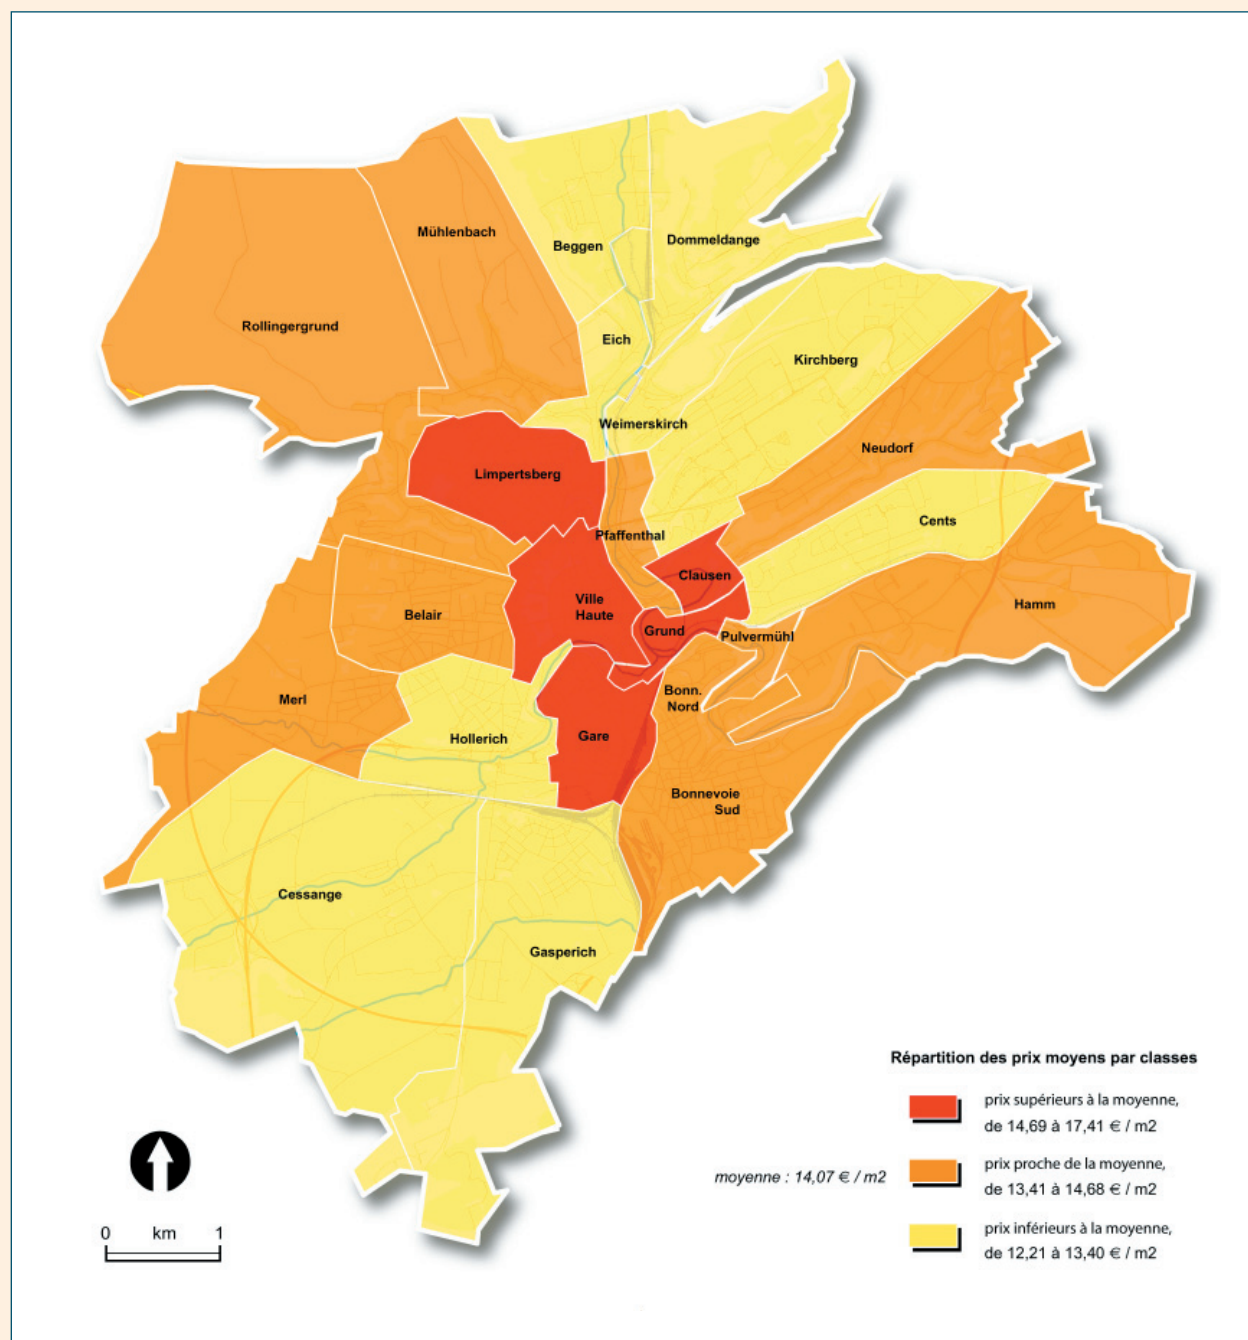 Mühlenbach
Beggen
Dommeldange
Rollingergrund
Eich
Kirchberg
Weimerskirch
Neudorf
Limpertsberg
Cents
Pfaffenthal
Clausen
Ville
Haute
Hamm
Belair
Grund
Pulvermühl
Bonn.
Nord
Merl
Hollerich
Gare
Bonnevoie
Sud
Cessange
Gasperich
Répartition des prix moyens par classes
prix supérieurs à la moyenne,
de 14,69 à 17,41 € / m2
moyenne : 14,07 € / m2
prix proche de la moyenne,
de 13,41 à 14,68 € / m2
prix inférieurs à la moyenne,
de 12,21 à 13,40 € / m2
0 km 1